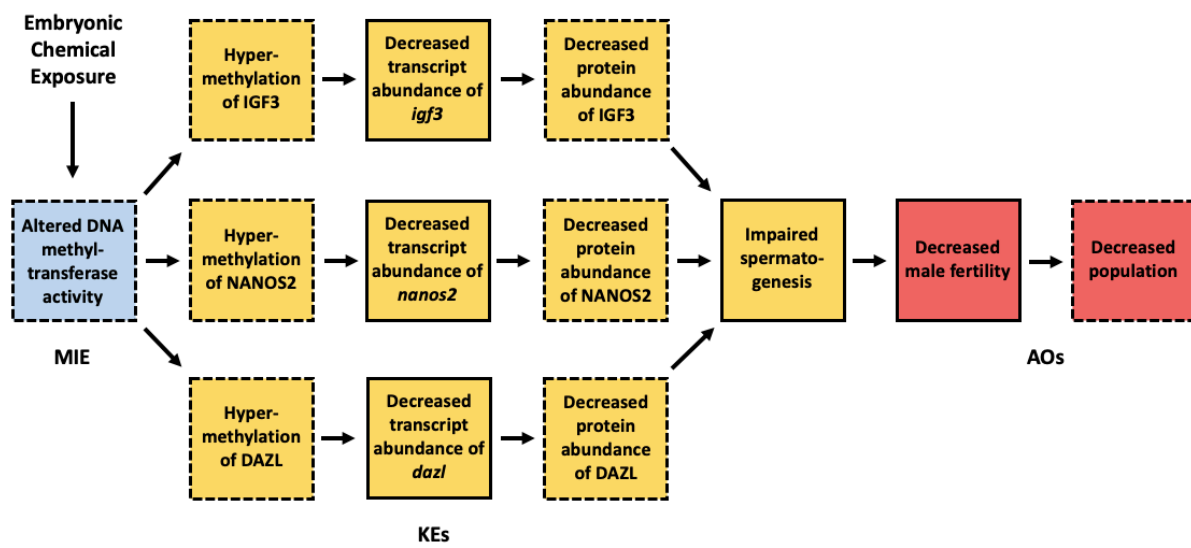 Embryonic
Chemical
Exposure
Hyper-
methylation
of IGF3
Decreased
transcript
abundance of
igf3
Decreased
protein
abundance
of IGF3
Altered DNA
methyl-
transferase
activity
MIE
Hyper-
methylation
of NANOS2
Decreased
transcript
abundance of
nanos2
Decreased
protein
abundance
of NANOS2
Impaired
spermato-
genesis
Decreased
male fertility
Decreased
population
AOs
Hyper-
methylation
of DAZL
Decreased
transcript
abundance of
dazl
Decreased
protein
abundance
of DAZL
KEs